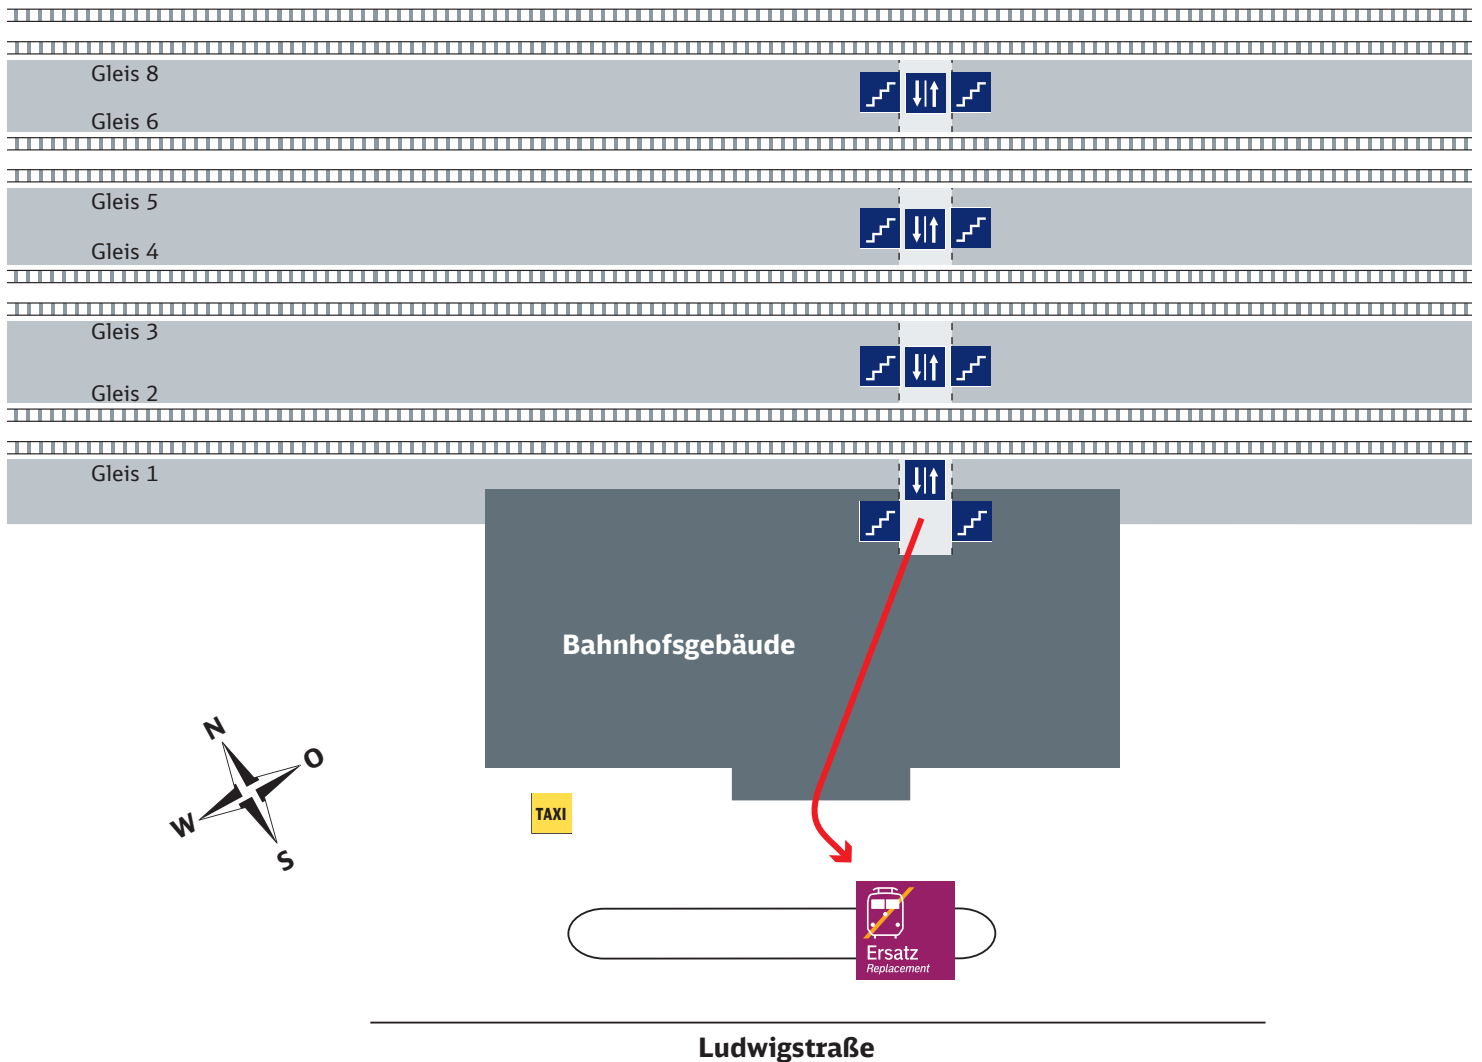 Gleis 8
Gleis 6
Gleis 5
Gleis 4
Gleis 3
Gleis 2
Gleis 1
Bahnhofsgebäude
N
O
W
S
TAXI
Ersatz
Replacement
Ludwigstraße